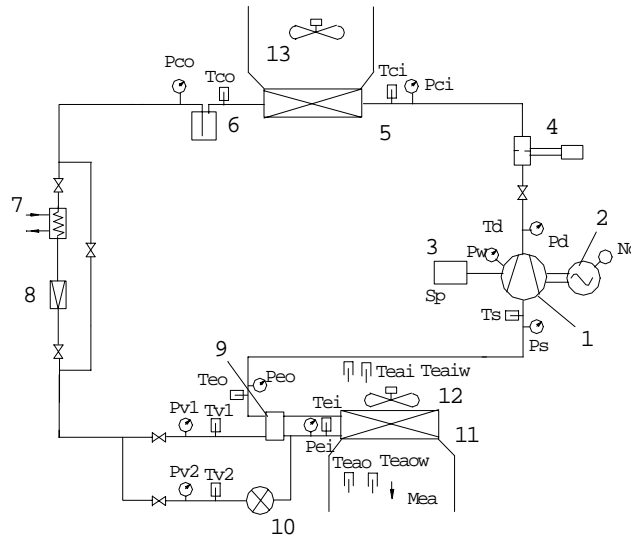 13
Pco
Tco
Tci
Pci
6
5
4
7
Td
Pd
2
3
Pw
Nc
8
Sp
Ts
1
Ps
9
Teai Teaiw
Teo
Peo
12
Pv1
Tv1
Tei
11
Pei
Pv2
Tv2
Teao
Teaow
Mea
10